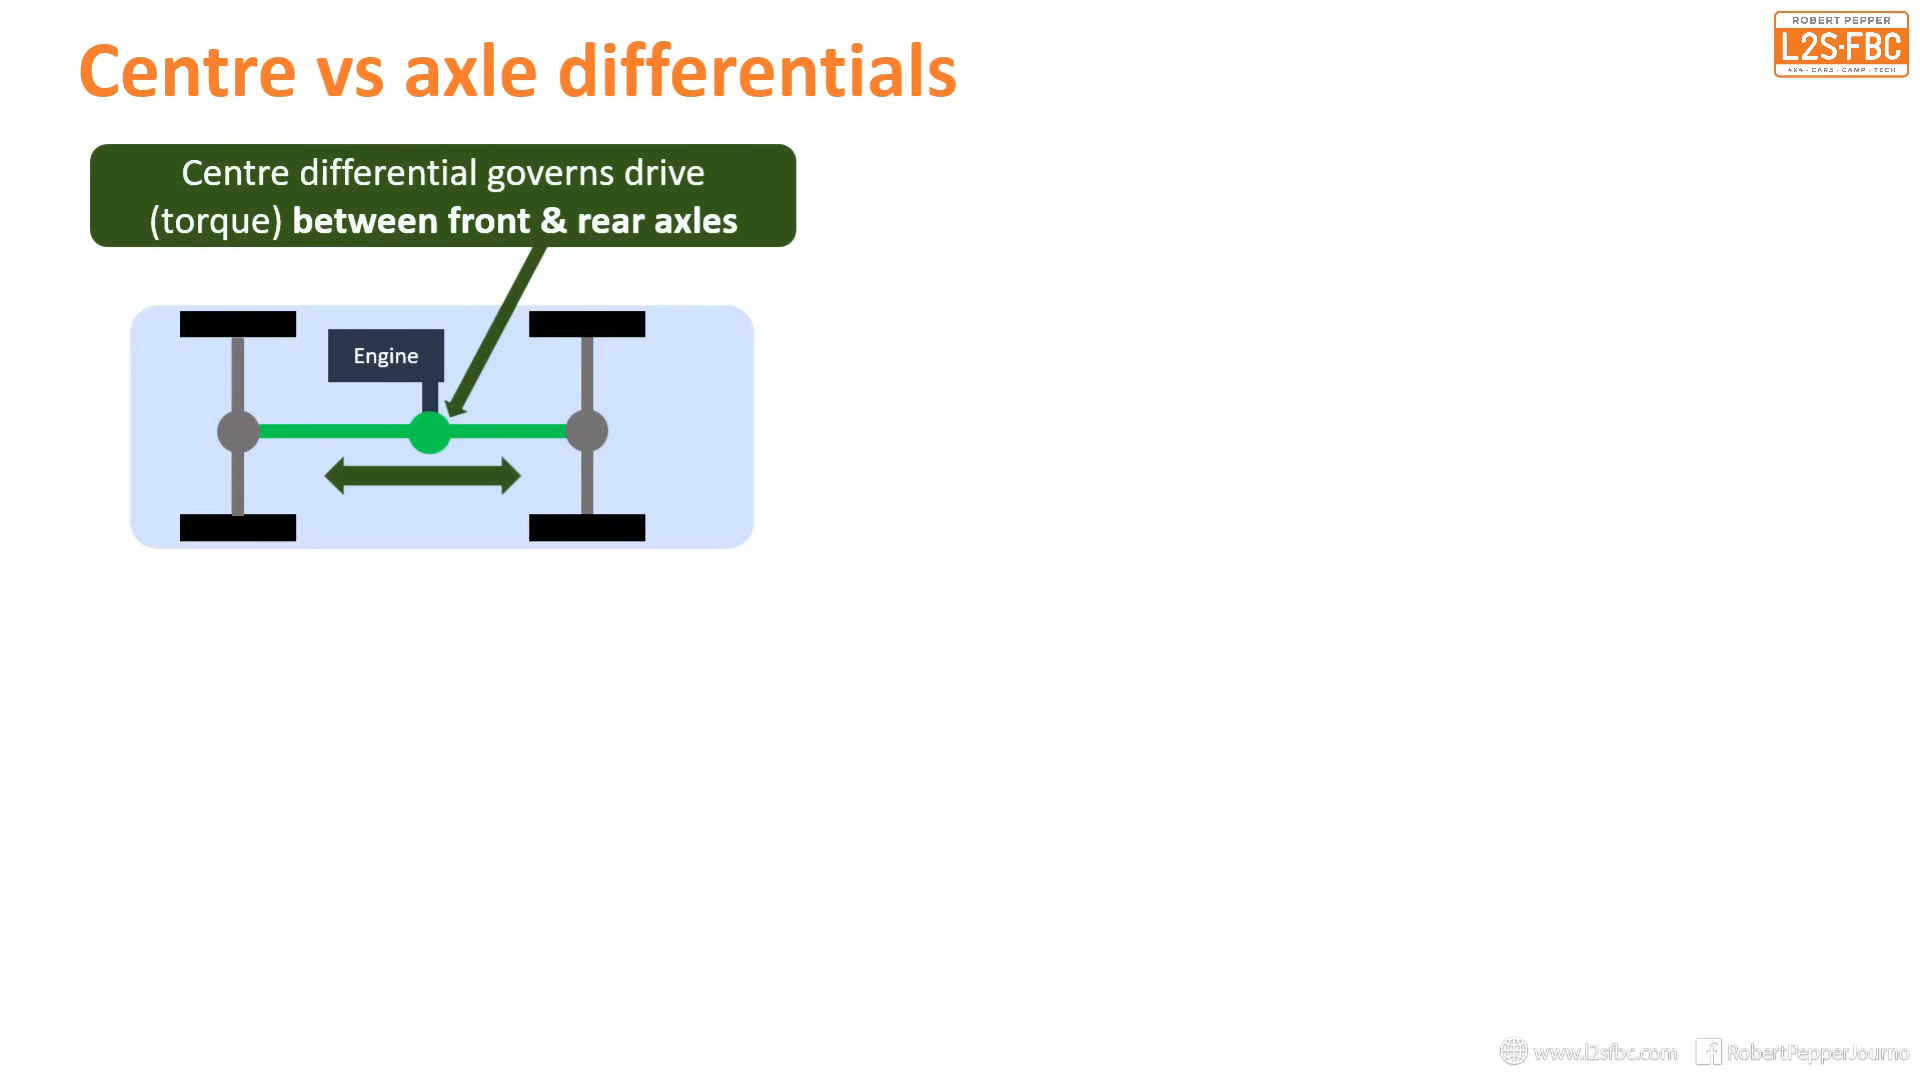 Centre vs axle differentials
ROBERT PEPPER
L2S-FBC
4X4 - CARS - CAMP - TECH
Centre differential governs drive
(torque) between front & rear axles
Engine
www.l2sfbc.com
RobertPepperJourno